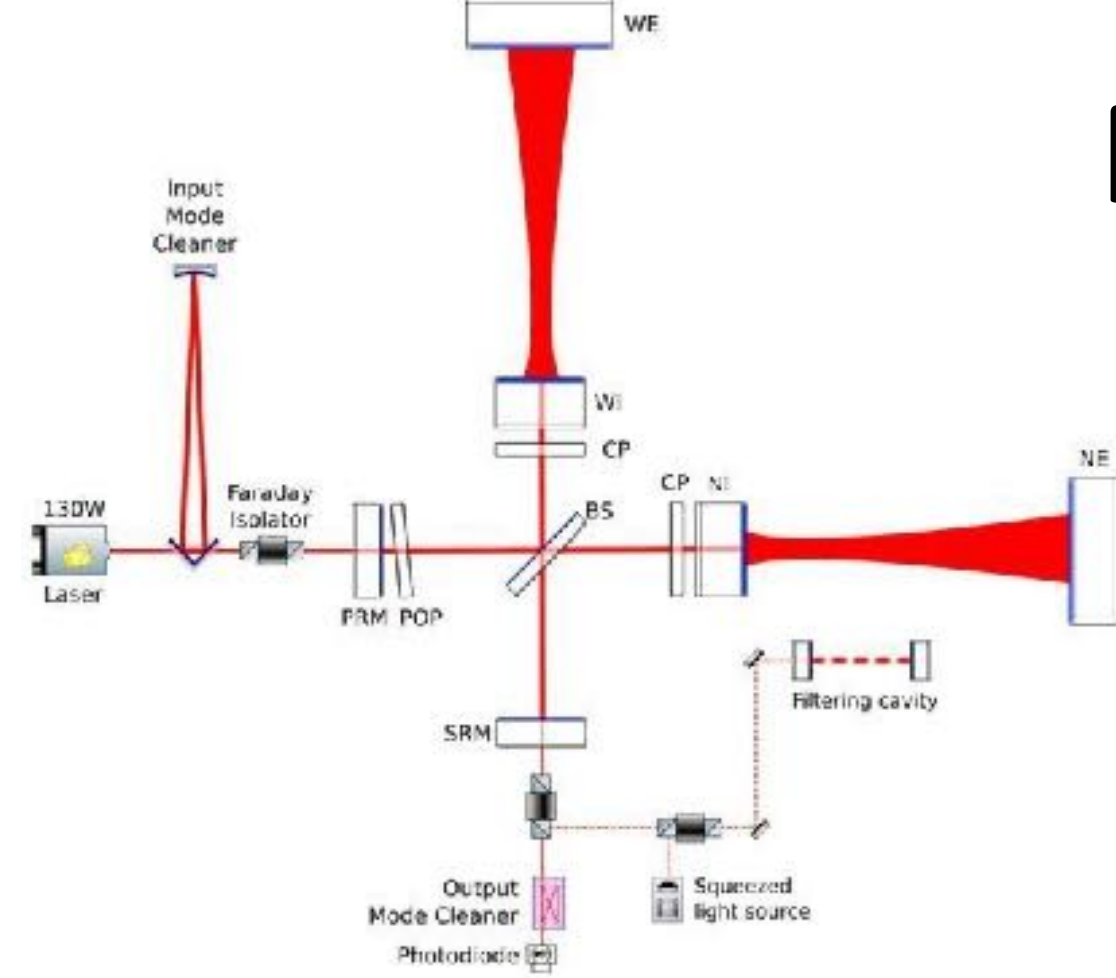 WE
Input
Mode
Cleaner
WI
CP
130W
Laser
Faraday
Isolator
PRM POP
BS
CP NI
NE
Filtering cavity
SRM
Output
Mode Cleaner
Squeezed
light source
Photodiode